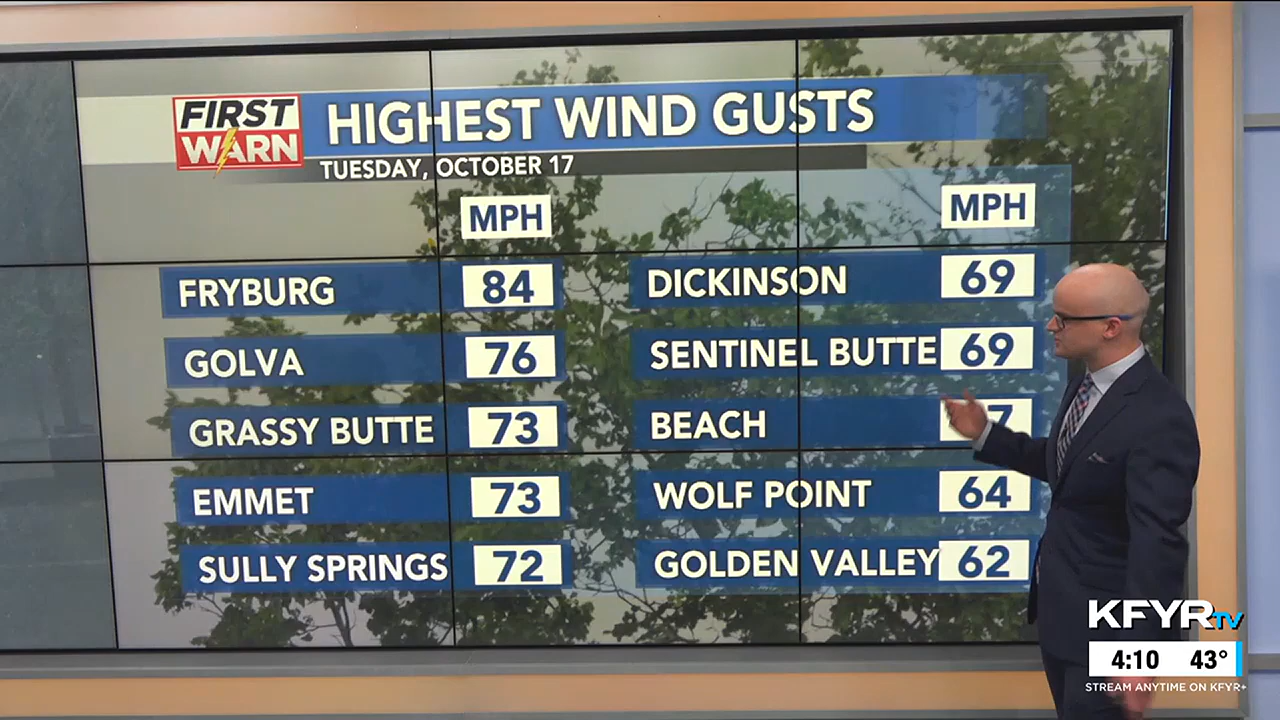 FIRST WARN
HIGHEST WIND GUSTS
TUESDAY, OCTOBER 17
MPH
FRYBURG 84
GOLVA 76
GRASSY BUTTE 73
EMMET 73
SULLY SPRINGS 72
MPH
DICKINSON 69
SENTINEL BUTTE 69
BEACH
WOLF POINT 64
GOLDEN VALLEY 62
KFYRTV
4:10 43°
STREAM ANYTIME ON KFYR+